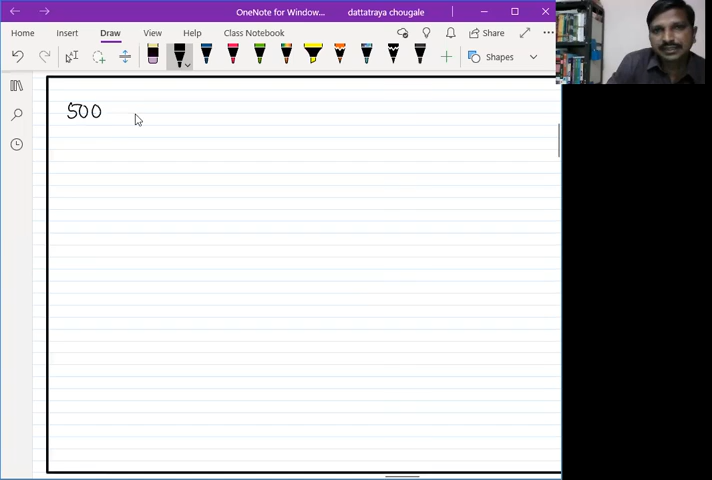 OneNote for Window... dattatraya chougale
Home Insert Draw View Help Class Notebook Share
Shapes
500